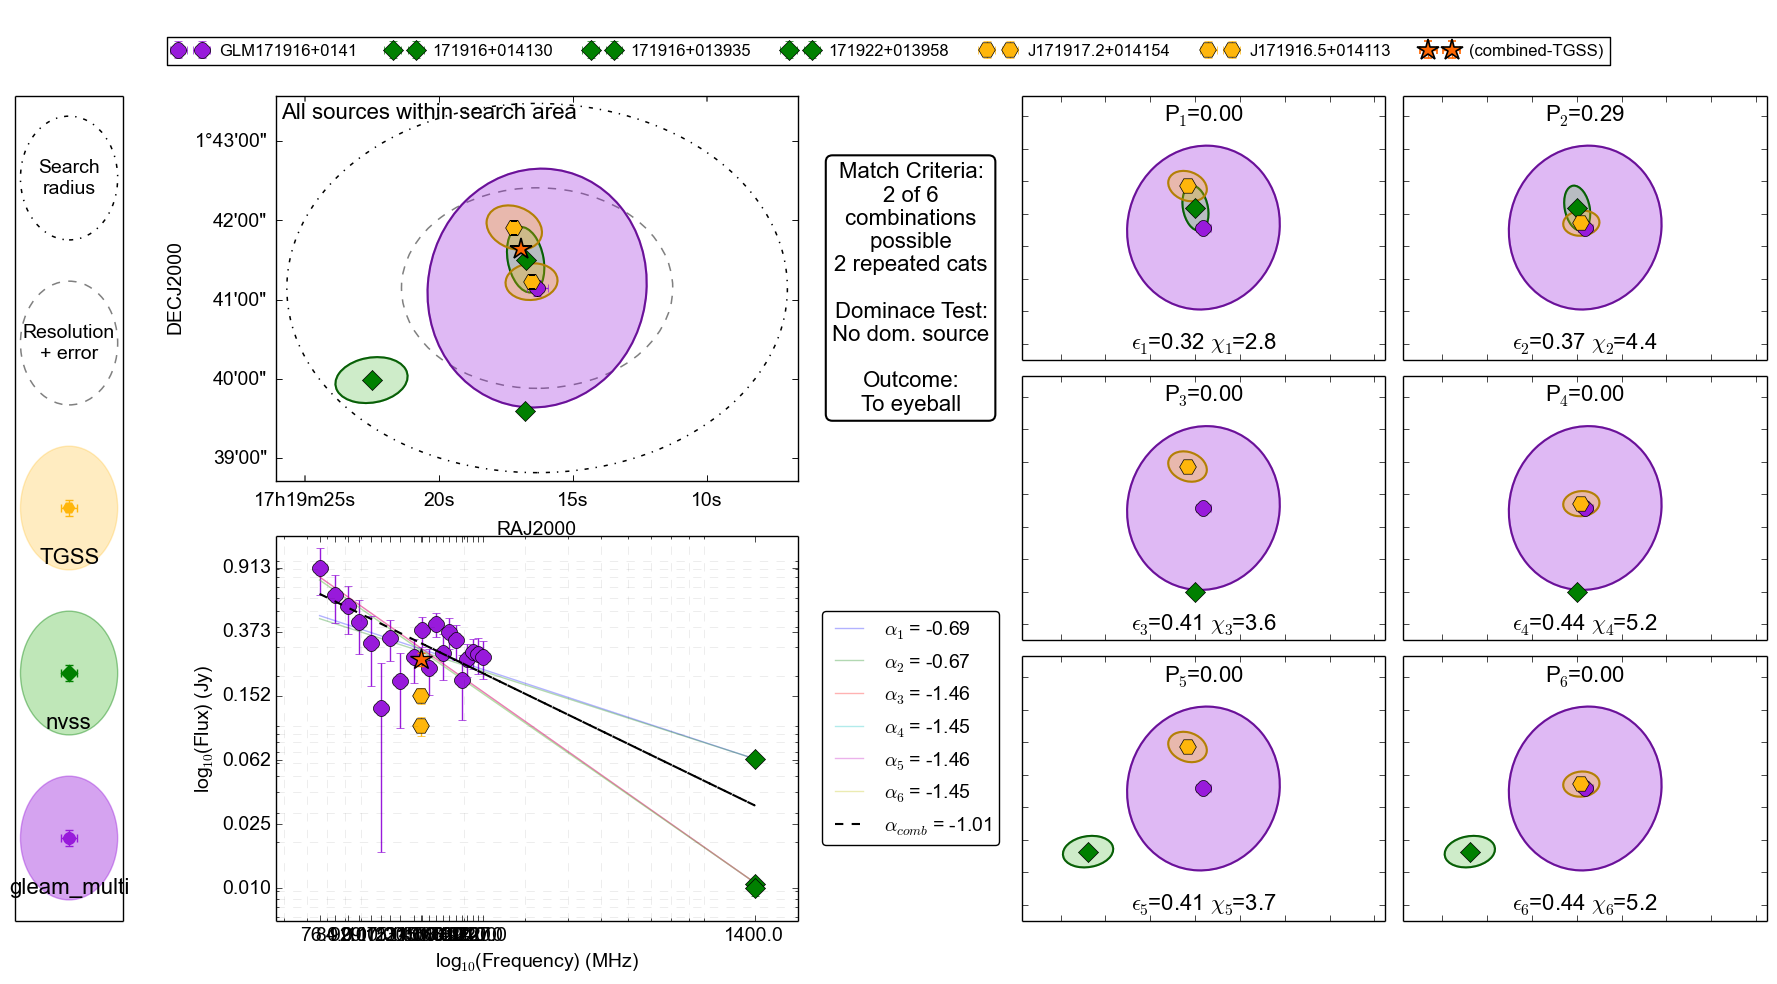 GLM171916+0141 171916+014130 171916+013935 171922+013958 J171917.2+014154 J171916.5+014113 (combined-TGSS)
Search
radius
Resolution
+ error
TGSS
nvss
gleam_multi
All sources within search area
1°43'00"
42'00"
41'00"
40'00"
39'00"
DECJ2000
17h19m25s 20s 15s 10s
RAJ2000
Match Criteria:
2 of 6
combinations
possible
2 repeated cats
Dominace Test:
No dom. source
Outcome:
To eyeball
0.913
0.373
0.152
0.062
0.025
0.010
log₁₀(Flux) (Jy)
1400.0
log₁₀(Frequency) (MHz)
α₁ = -0.69
α₂ = -0.67
α₃ = -1.46
α₄ = -1.45
α₅ = -1.46
α₆ = -1.45
α_comb = -1.01
P₁=0.00
ϵ₁=0.32 χ₁=2.8
P₂=0.29
ϵ₂=0.37 χ₂=4.4
P₃=0.00
ϵ₃=0.41 χ₃=3.6
P₄=0.00
ϵ₄=0.44 χ₄=5.2
P₅=0.00
ϵ₅=0.41 χ₅=3.7
P₆=0.00
ϵ₆=0.44 χ₆=5.2